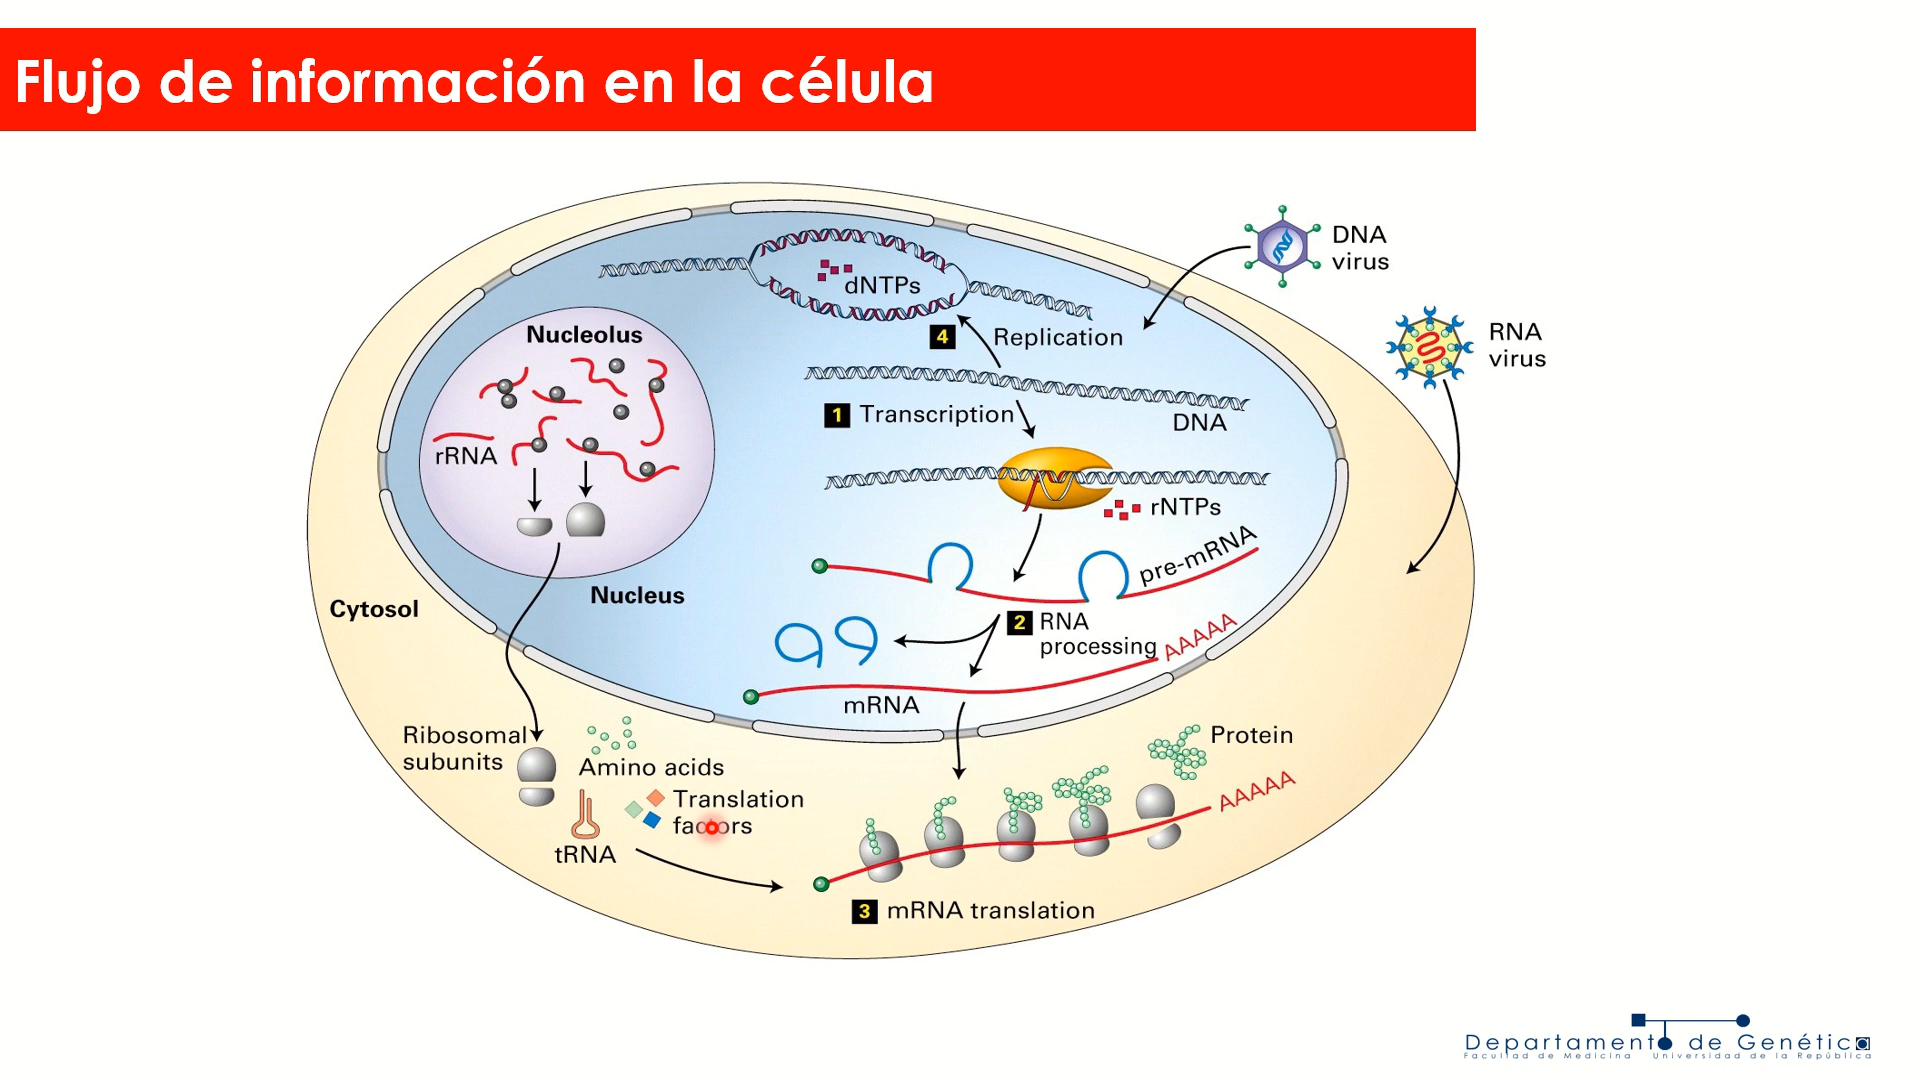 Flujo de información en la célula
DNA
virus
RNA
virus
dNTPs
4 Replication
Nucleolus
rRNA
1 Transcription
DNA
rNTPs
pre-mRNA
Nucleus
Cytosol
2 RNA
processing
AAAAA
mRNA
Ribosomal
subunits
Amino acids
Translation
factors
tRNA
Protein
AAAAA
3 mRNA translation
Departamento de Genética
Facultad de Medicina Universidad de la República